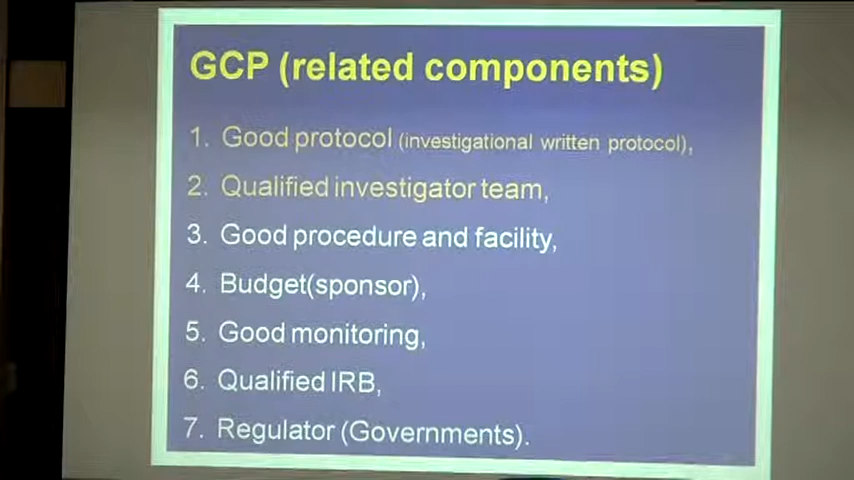 GCP (related components)
1. Good protocol (investigational written protocol),
2. Qualified investigator team,
3. Good procedure and facility,
4. Budget(sponsor),
5. Good monitoring,
6. Qualified IRB,
7. Regulator (Governments).